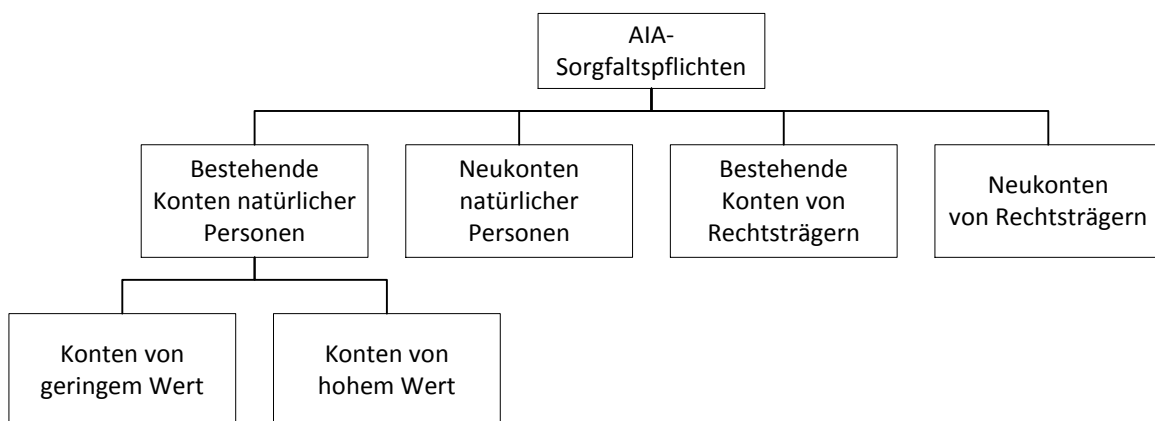 AIA-
Sorgfaltspflichten
Bestehende
Konten natürlicher
Personen
Neukonten
natürlicher
Personen
Bestehende
Konten von
Rechtsträgern
Neukonten
von Rechtsträgern
Konten von
geringem Wert
Konten von
hohem Wert